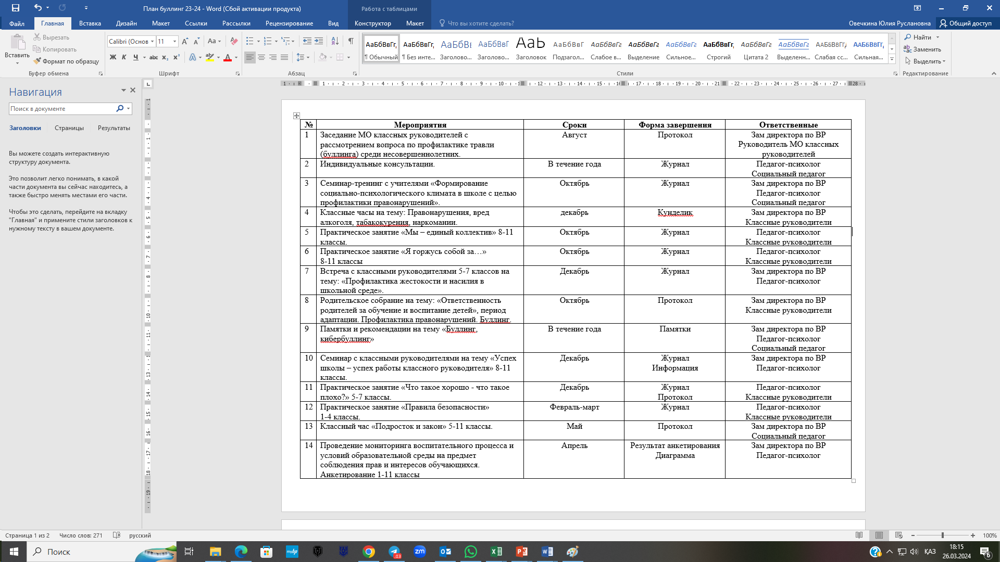 План буллинг 23-24 - Word (Сбой активации продукта)
Работа с таблицами
Файл
Главная
Вставка
Дизайн
Макет
Ссылки
Рассылки
Рецензирование
Вид
Конструктор
Макет
Что вы хотите сделать?
Овечкина Юлия Руслановна
Общий доступ
Вставить
Вырезать
Копировать
Формат по образцу
Буфер обмена
Calibri (Основ
11
Ж К Ч abc x₂ x²
Шрифт
Абзац
АаБбВвГг,
¶ Обычный
АаБбВвГг,
¶ Без инте...
АаБбВв
Заголово...
АаБбВвГ
Заголово...
АаЬ
Заголовок
АаБбВвГ
Подзагол...
АаБбВвГг
Слабое в...
АаБбВвГг
Выделение
АаБбВвГг
Сильное...
АаБбВвГг,
Строгий
АаБбВвГг
Цитата 2
АаБбВвГг
Выделенн...
АаБбВвГг
Слабая сс...
АаБбВвГг,
Сильная...
Стили
Найти
Заменить
Выделить
Редактирование
Навигация
Поиск в документе
Заголовки
Страницы
Результаты
Вы можете создать интерактивную
структуру документа.
Это позволит легко понимать, в какой
части документа вы сейчас находитесь, а
также быстро менять местами его части.
Чтобы это сделать, перейдите на вкладку
"Главная" и примените стили заголовков к
нужному тексту в вашем документе.
№ Мероприятия Сроки Форма завершения Ответственные
1 Заседание МО классных руководителей с Август Протокол Зам директора по ВР
рассмотрением вопроса по профилактике травли Руководитель МО классных
(буллинга) среди несовершеннолетних. руководителей
2 Индивидуальные консультации. В течение года Журнал Педагог-психолог
Социальный педагог
3 Семинар-тренинг с учителями «Формирование Октябрь Журнал Зам директора по ВР
социально-психологического климата в школе с целью Педагог-психолог
профилактики правонарушений». Социальный педагог
4 Классные часы на тему: Правонарушения, вред декабрь Кунделик Зам директора по ВР
алкоголя, табакокурения, наркомании. Классные руководители
5 Практическое занятие «Мы – единый коллектив» 8-11 Октябрь Журнал Педагог-психолог
классы. Классные руководители
6 Практическое занятие «Я горжусь собой за…» Октябрь Журнал Педагог-психолог
8-11 классы Классные руководители
7 Встреча с классными руководителями 5-7 классов на Декабрь Журнал Зам директора по ВР
тему: «Профилактика жестокости и насилия в Педагог-психолог
школьной среде».
8 Родительское собрание на тему: «Ответственность Октябрь Протокол Зам директора по ВР
родителей за обучение и воспитание детей», период Классные руководители
адаптации. Профилактика правонарушений. Буллинг.
9 Памятки и рекомендации на тему «Буллинг, В течение года Памятки Зам директора по ВР
кибербуллинг» Педагог-психолог
Социальный педагог
10 Семинар с классными руководителями на тему «Успех Декабрь Журнал Зам директора по ВР
школы – успех работы классного руководителя» 8-11 Информация Педагог-психолог
классы.
11 Практическое занятие «Что такое хорошо - что такое Декабрь Журнал Педагог-психолог
плохо?» 5-7 классы. Протокол Классные руководители
12 Практическое занятие «Правила безопасности» Февраль-март Журнал Педагог-психолог
1-4 классы. Классные руководители
13 Классный час «Подросток и закон» 5-11 классы. Май Протокол Зам директора по ВР
Социальный педагог
14 Проведение мониторинга воспитательного процесса и Апрель Результат анкетирования Зам директора по ВР
условий образовательной среды на предмет Диаграмма Педагог-психолог
соблюдения прав и интересов обучающихся.
Анкетирование 1-11 классы
Страница 1 из 2
Число слов: 271
русский
100%
Поиск
ҚАЗ
18:15
26.03.2024